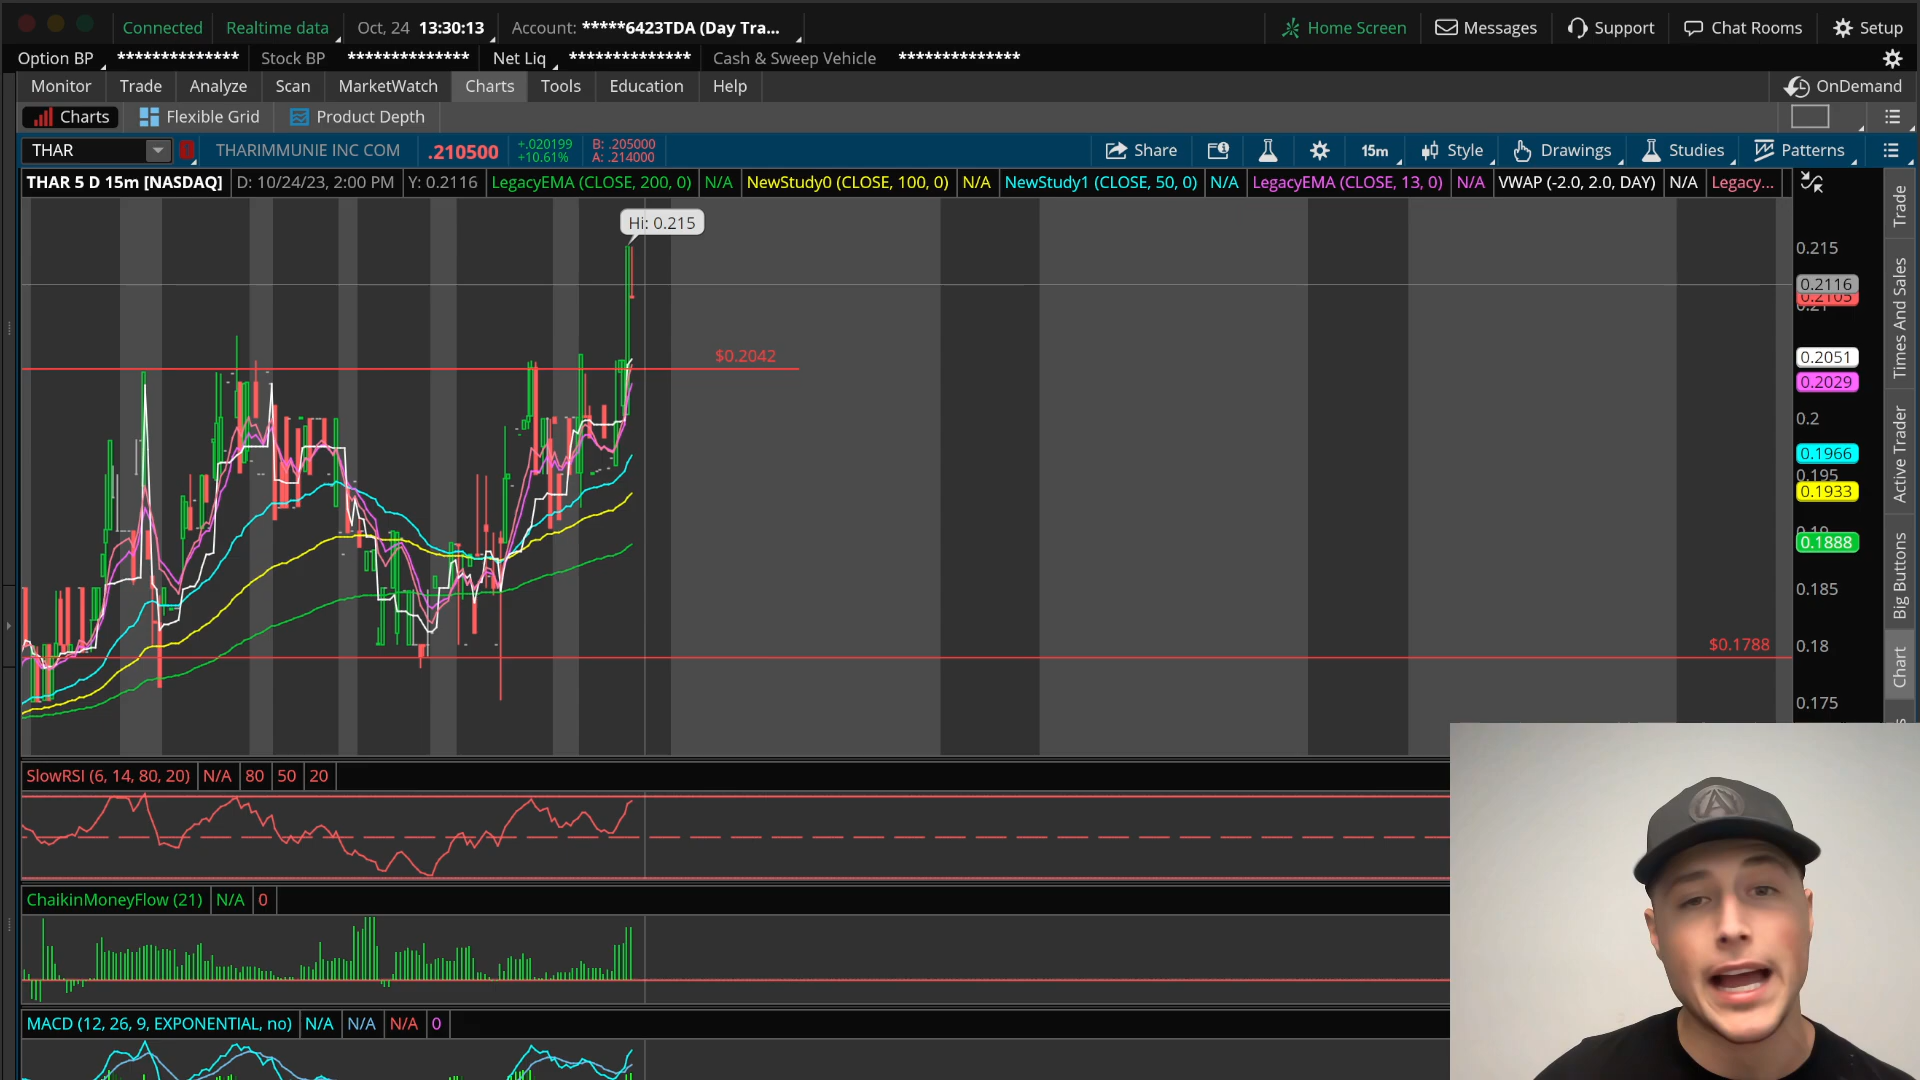 Connected
Realtime data
Oct, 24 13:30:13
Account: *****6423TDA (Day Tra...
Home Screen
Messages
Support
Chat Rooms
Setup
Option BP **************
Stock BP **************
Net Liq **************
Cash & Sweep Vehicle **************
Monitor
Trade
Analyze
Scan
MarketWatch
Charts
Tools
Education
Help
OnDemand
Charts
Flexible Grid
Product Depth
THAR
THARIMMUNIE INC COM
.210500
+.020199
+10.61%
B: .205000
A: .214000
Share
15m
Style
Drawings
Studies
Patterns
THAR 5 D 15m [NASDAQ]
D: 10/24/23, 2:00 PM
Y: 0.2116
LegacyEMA (CLOSE, 200, 0)
N/A
NewStudy0 (CLOSE, 100, 0)
N/A
NewStudy1 (CLOSE, 50, 0)
N/A
LegacyEMA (CLOSE, 13, 0)
N/A
VWAP (-2.0, 2.0, DAY)
N/A
Legacy...
Hi: 0.215
$0.2042
$0.1788
0.215
0.2116
0.2105
0.21
0.2051
0.2029
0.2
0.1966
0.195
0.1933
0.19
0.1888
0.185
0.18
0.175
Trade
Times And Sales
Active Trader
Big Buttons
Chart
SlowRSI (6, 14, 80, 20)
N/A
80
50
20
ChaikinMoneyFlow (21)
N/A
0
MACD (12, 26, 9, EXPONENTIAL, no)
N/A
N/A
N/A
0